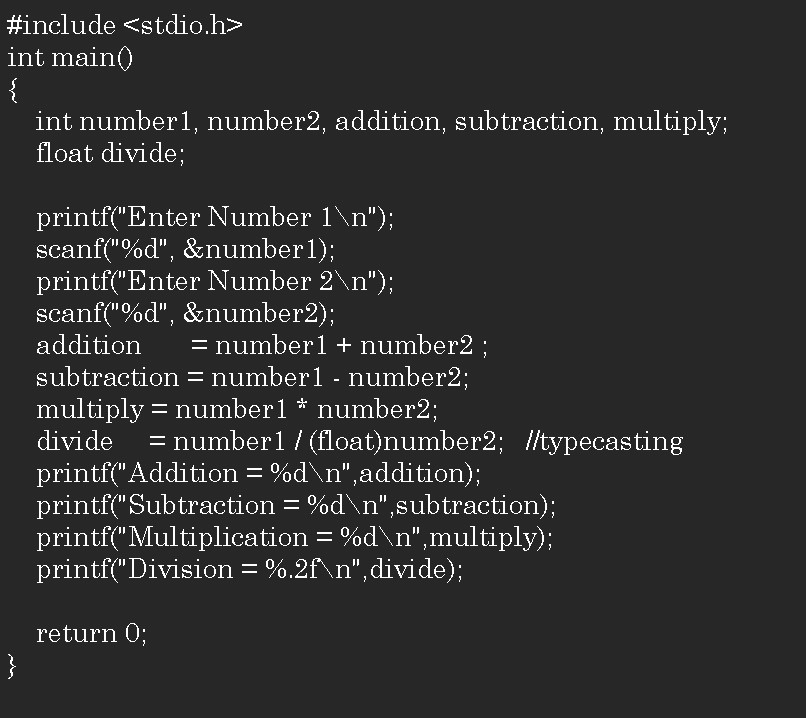 #include <stdio.h>
int main()
{
int number1, number2, addition, subtraction, multiply;
float divide;
printf("Enter Number 1\n");
scanf("%d", &number1);
printf("Enter Number 2\n");
scanf("%d", &number2);
addition = number1 + number2 ;
subtraction = number1 - number2;
multiply = number1 * number2;
divide = number1 / (float)number2; //typecasting
printf("Addition = %d\n",addition);
printf("Subtraction = %d\n",subtraction);
printf("Multiplication = %d\n",multiply);
printf("Division = %.2f\n",divide);
return 0;
}